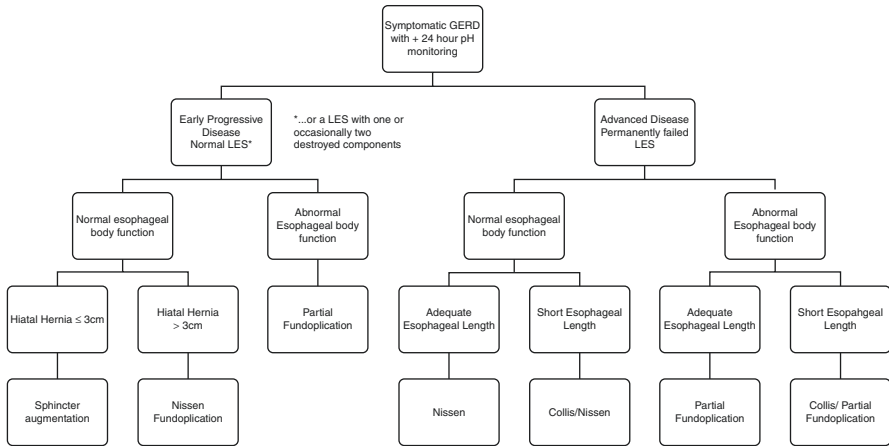 Symptomatic GERD
with + 24 hour pH
monitoring
Early Progressive
Disease
Normal LES*
*...or a LES with one or
occasionally two
destroyed components
Advanced Disease
Permanently failed
LES
Normal esophageal
body function
Abnormal
Esophageal body
function
Normal esophageal
body function
Abnormal
Esophageal body
function
Hiatal Hernia ≤ 3cm
Hiatal Hernia
> 3cm
Partial
Fundoplication
Adequate
Esophageal Length
Short Esophageal
Length
Adequate
Esophageal Length
Short Esopahgeal
Length
Sphincter
augmentation
Nissen
Fundoplication
Nissen
Collis/Nissen
Partial
Fundoplication
Collis/ Partial
Fundoplication